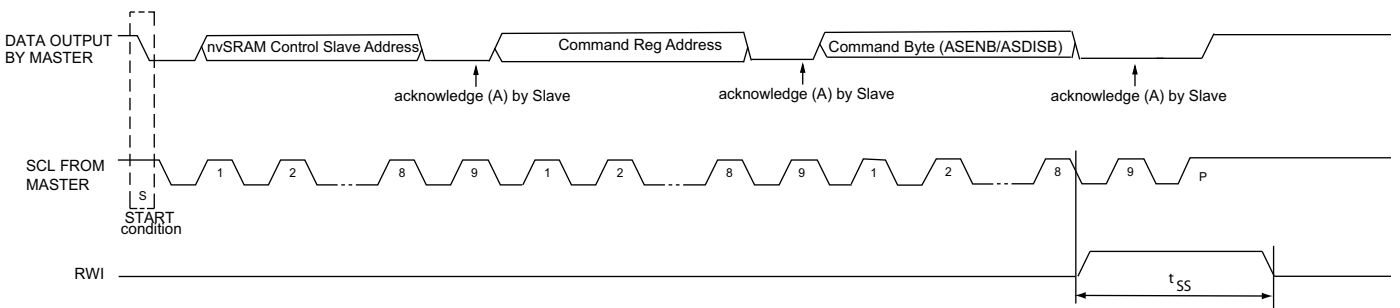 DATA OUTPUT
BY MASTER
nvSRAM Control Slave Address
Command Reg Address
Command Byte (ASENB/ASDISB)
acknowledge (A) by Slave
acknowledge (A) by Slave
acknowledge (A) by Slave
SCL FROM
MASTER
1 2 8 9 1 2 8 9 1 2 8 9 P
S
START
condition
RWI
tSS